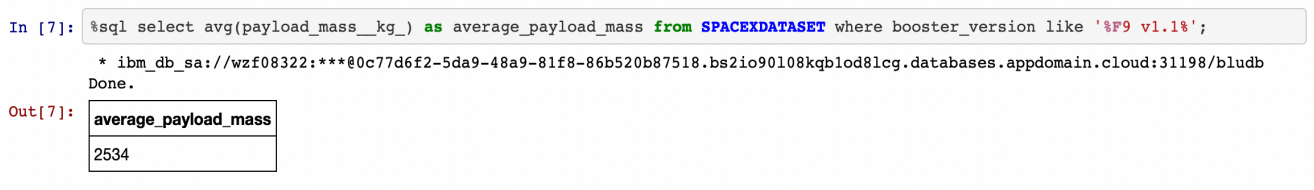 In [7]: %sql select avg(payload_mass__kg_) as average_payload_mass from SPACEXDATASET where booster_version like '%F9 v1.1%';
* ibm_db_sa://wzf08322:***@0c77d6f2-5da9-48a9-81f8-86b520b87518.bs2io90l08kqb1od8lcg.databases.appdomain.cloud:31198/bludb
Done.
Out[7]:
average_payload_mass
2534